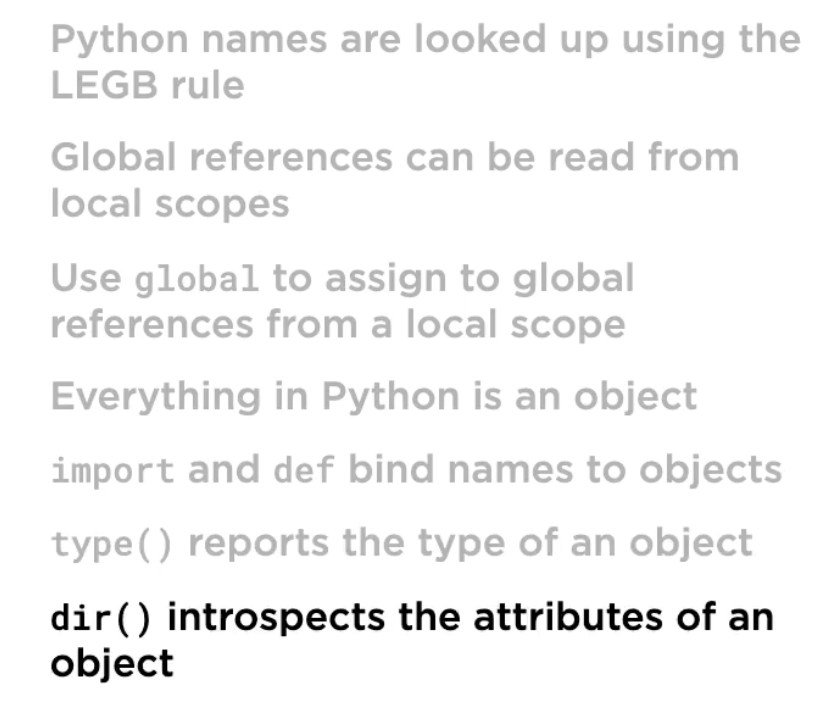 Python names are looked up using the
LEGB rule
Global references can be read from
local scopes
Use global to assign to global
references from a local scope
Everything in Python is an object
import and def bind names to objects
type() reports the type of an object
dir() introspects the attributes of an
object